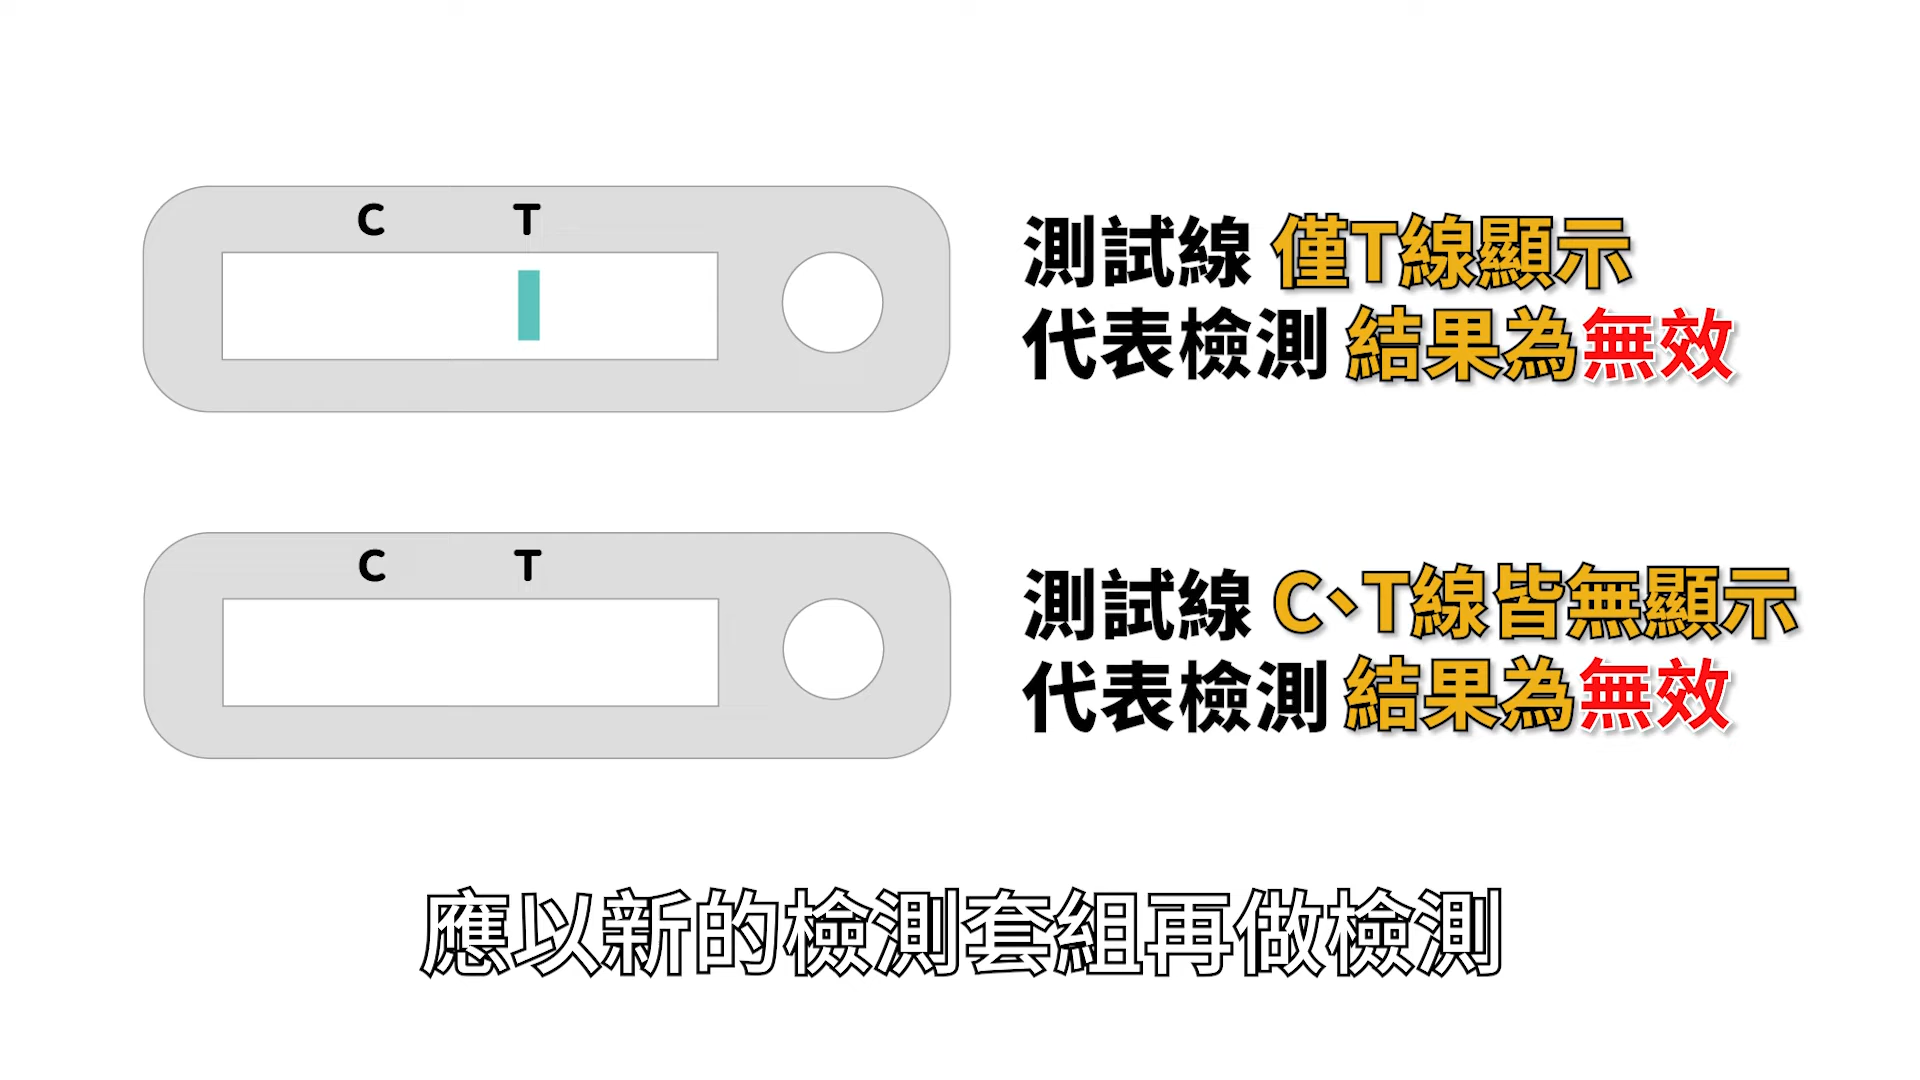 C T
測試線 僅T線顯示
代表檢測 結果為無效
C T
測試線 C、T線皆無顯示
代表檢測 結果為無效
應以新的檢測套組再做檢測